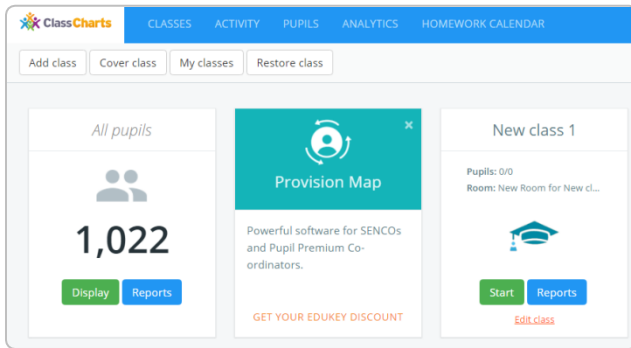 ClassCharts CLASSES ACTIVITY PUPILS ANALYTICS HOMEWORK CALENDAR
Add class Cover class My classes Restore class
All pupils
1,022
Display Reports
×
Provision Map
Powerful software for SENCOs
and Pupil Premium Co-
ordinators.
GET YOUR EDUKEY DISCOUNT
New class 1
Pupils: 0/0
Room: New Room for New cl...
Start Reports
Edit class